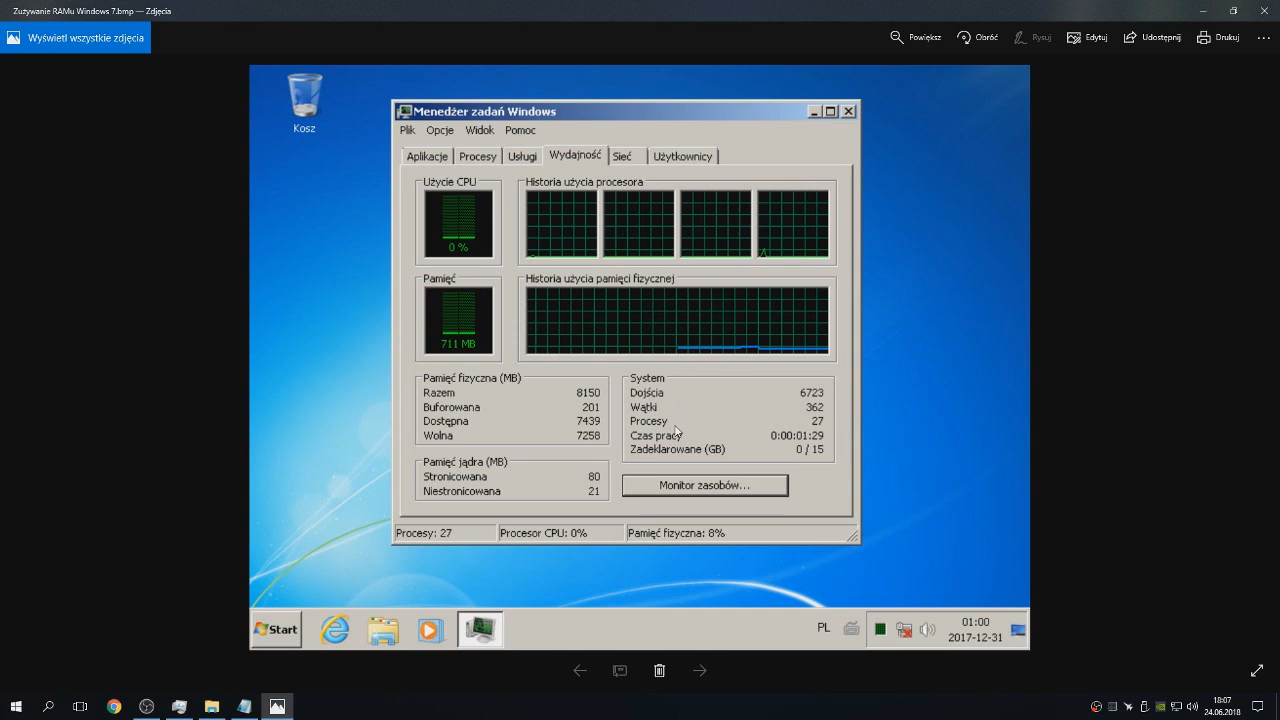 Zużywanie RAMu Windows 7.bmp — Zdjęcia
Wyświetl wszystkie zdjęcia
Powiększ Obróć Rysuj Edytuj Udostępnij Drukuj
Kosz
Menedżer zadań Windows
Plik Opcje Widok Pomoc
Aplikacje Procesy Usługi Wydajność Sieć Użytkownicy
Użycie CPU Historia użycia procesora
0 %
Pamięć Historia użycia pamięci fizycznej
711 MB
Pamięć fizyczna (MB)
Razem 8150
Buforowana 201
Dostępna 7439
Wolna 7258
System
Dojścia 6723
Wątki 362
Procesy 27
Czas pracy 0:00:01:29
Zadeklarowane (GB) 0 / 15
Pamięć jądra (MB)
Stronicowana 80
Niestronicowana 21
Monitor zasobów...
Procesy: 27 Procesor CPU: 0% Pamięć fizyczna: 8%
Start PL 01:00
2017-12-31
18:07
24.06.2018